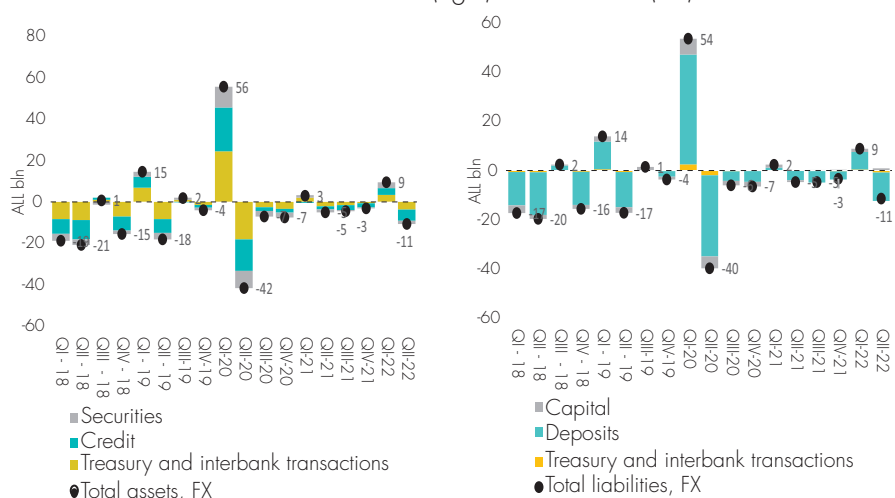 80
60
40
20
0
-20
-40
-60
ALL bln
-21
1
-15
15
-18
2
-4
56
-42
-7
3
-5
-3
9
-11
QI - 18
QII - 18
QIII - 18
QIV - 18
QI - 19
QII - 19
QIII-19
QIV-19
QI-20
QII-20
QIII-20
QIV-20
QI-21
QII-21
QIII-21
QIV-21
QI-22
QII-22
Securities
Credit
Treasury and interbank transactions
Total assets, FX
60
40
20
0
-20
-40
-60
ALL bln
-17
-20
2
-16
14
-17
1
-4
54
-40
-7
2
-3
9
-11
QI - 18
QII - 18
QIII - 18
QIV - 18
QI - 19
QII - 19
QIII-19
QIV-19
QI-20
QII-20
QIII-20
QIV-20
QI-21
QII-21
QIII-21
QIV-21
QI-22
QII-22
Capital
Deposits
Treasury and interbank transactions
Total liabilities, FX